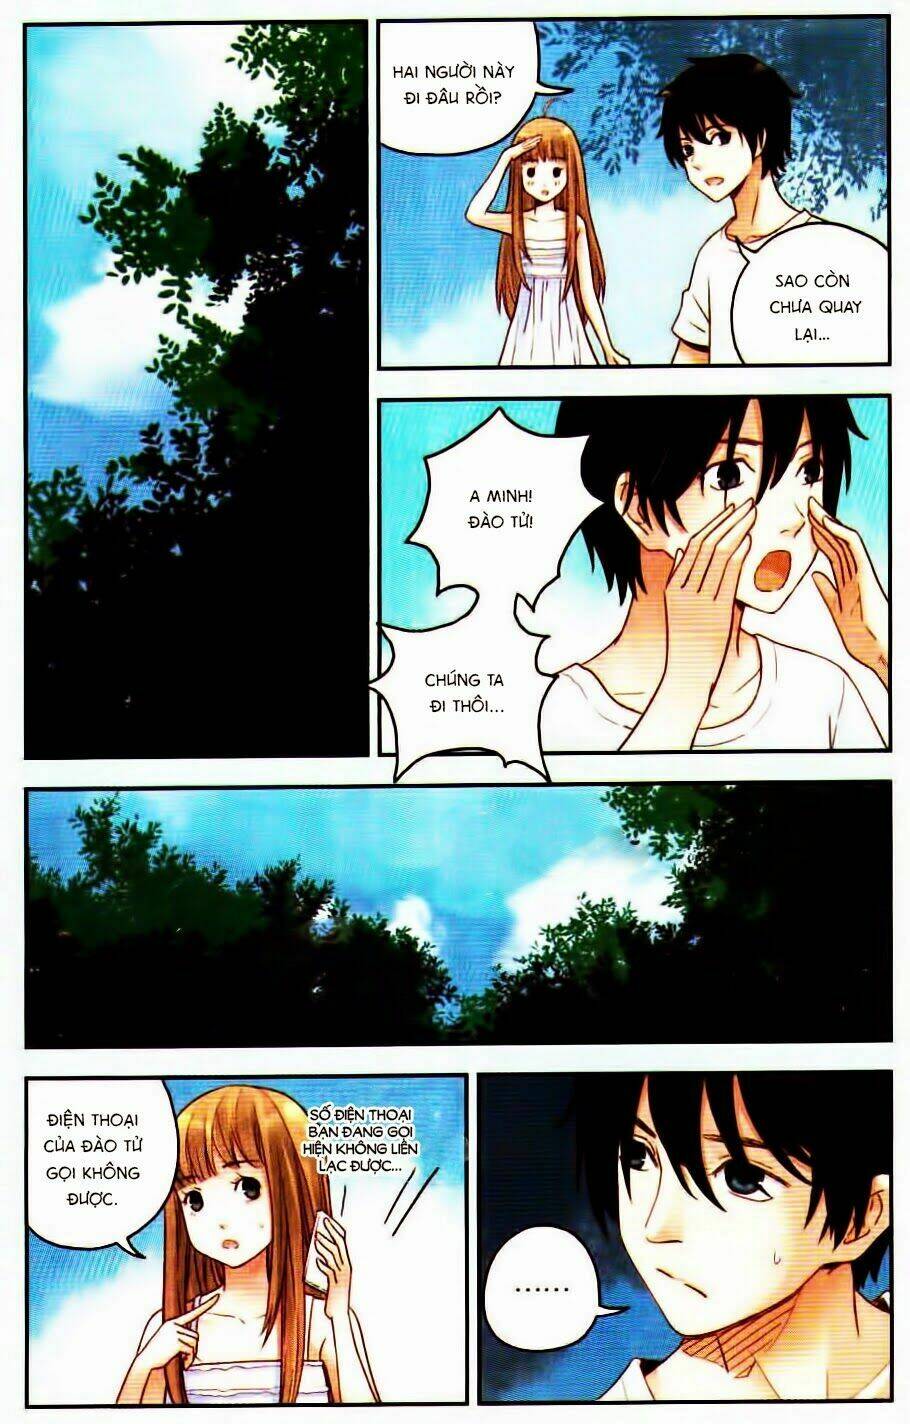 HAI NGƯỜI NÀY
ĐI ĐÂU RỒI?
SAO CÒN
CHƯA QUAY
LẠI...
A MINH!
ĐÀO TỬ!
CHÚNG TA
ĐI THÔI...
ĐIỆN THOẠI
CỦA ĐÀO TỬ
GỌI KHÔNG
ĐƯỢC.
SỐ ĐIỆN THOẠI
BẠN ĐANG GỌI
HIỆN KHÔNG LIÊN
LẠC ĐƯỢC...
......